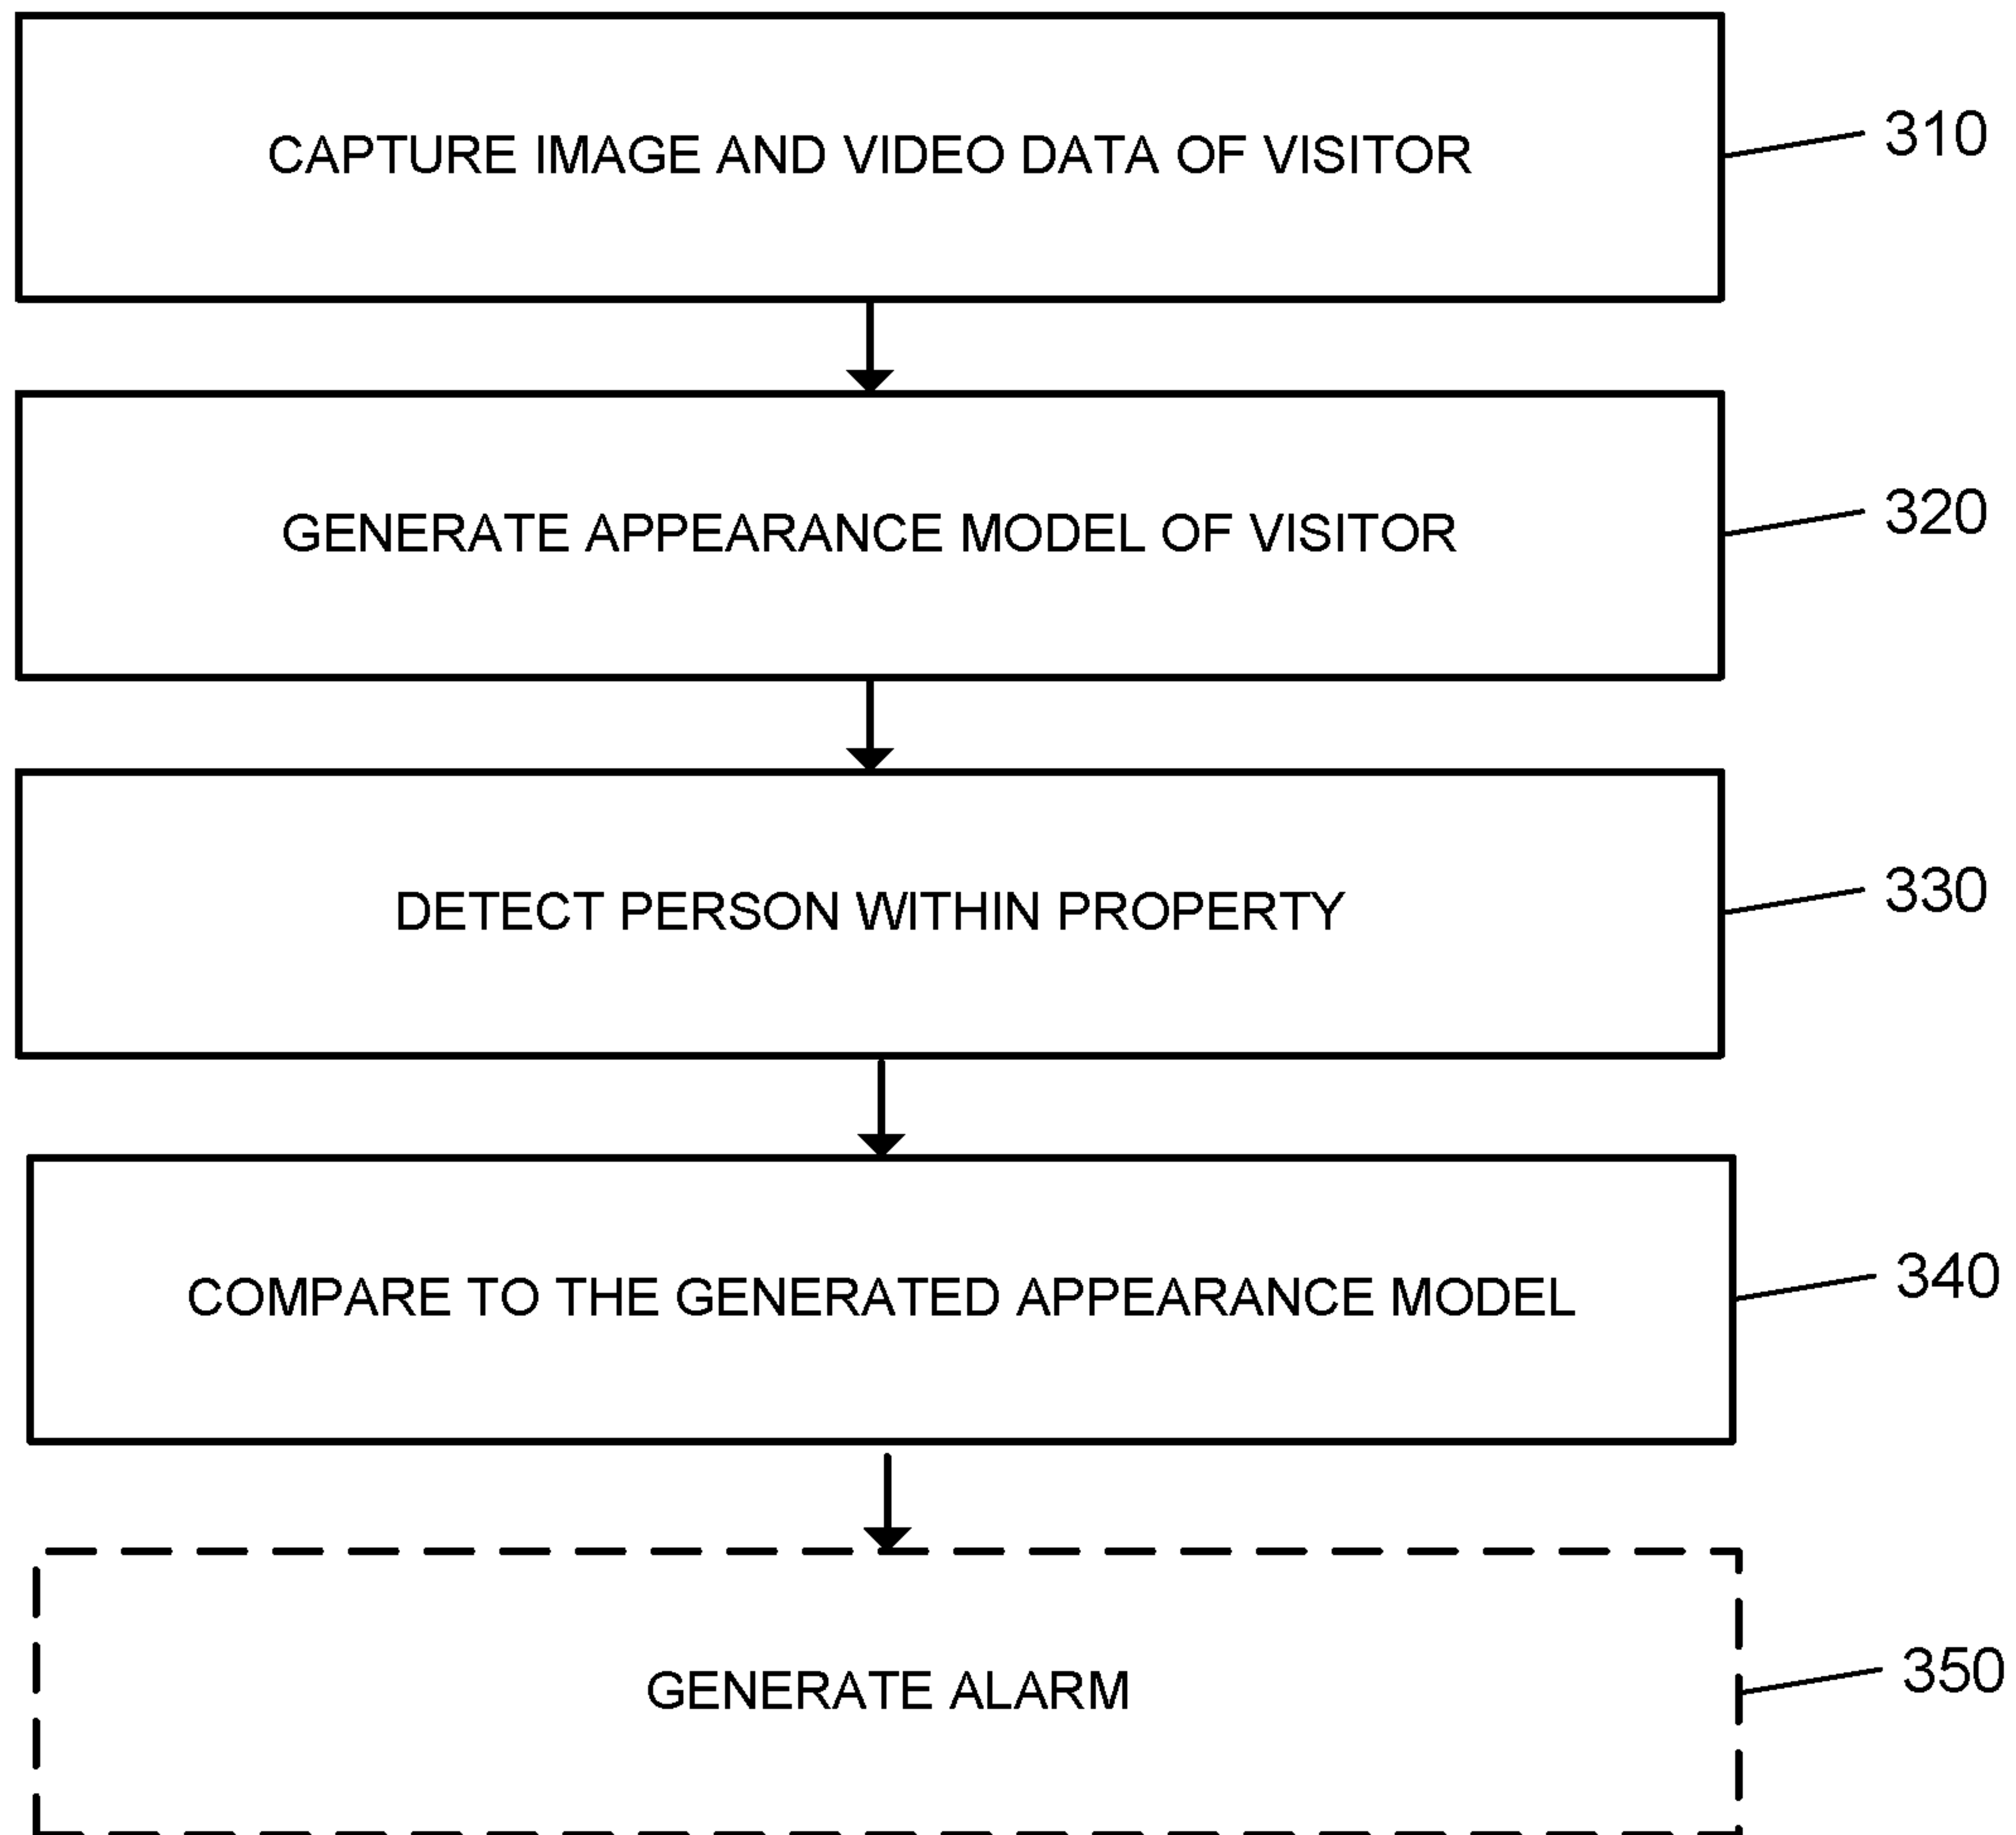 CAPTURE IMAGE AND VIDEO DATA OF VISITOR
310
GENERATE APPEARANCE MODEL OF VISITOR
320
DETECT PERSON WITHIN PROPERTY
330
COMPARE TO THE GENERATED APPEARANCE MODEL
340
GENERATE ALARM
350